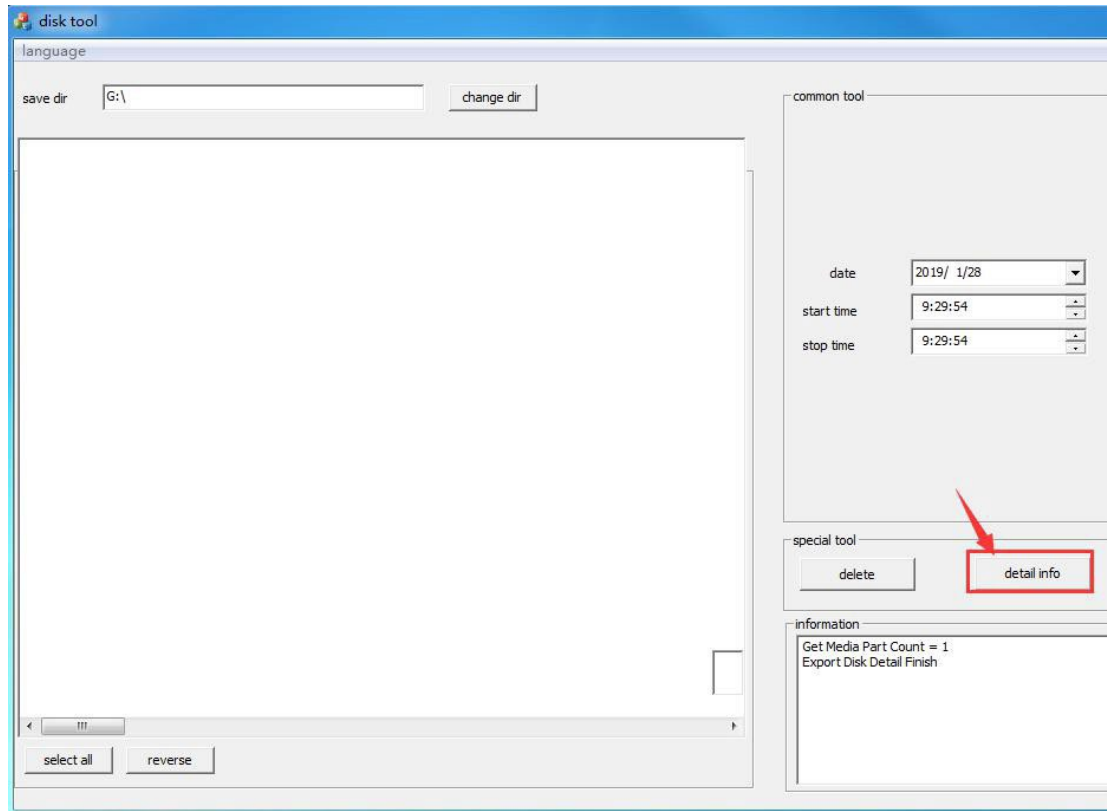 disk tool
language
save dir
G:\
change dir
common tool
date
2019/ 1/28
start time
9:29:54
stop time
9:29:54
special tool
delete
detail info
information
Get Media Part Count = 1
Export Disk Detail Finish
select all
reverse